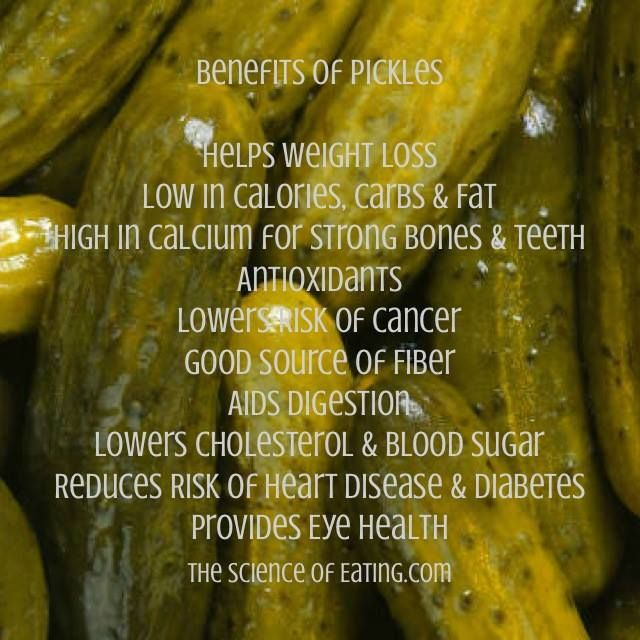 Benefits of Pickles
Helps Weight Loss
Low in Calories, Carbs & Fat
High in Calcium for Strong Bones & Teeth
Antioxidants
Lowers Risk of Cancer
Good Source of Fiber
Aids Digestion
Lowers Cholesterol & Blood Sugar
Reduces Risk of Heart Disease & Diabetes
Provides Eye Health
The Science of Eating.com